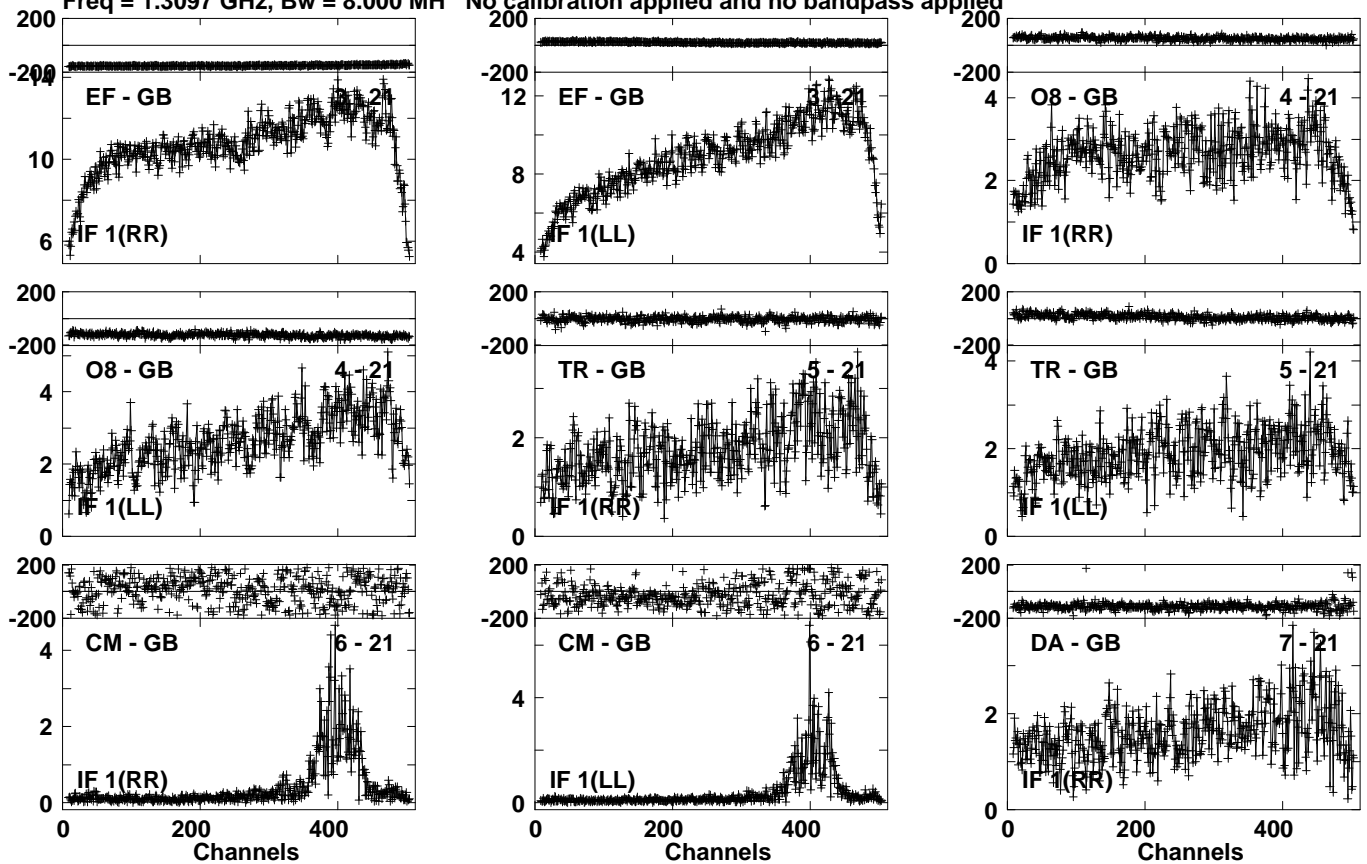 Freq = 1.3097 GHz, Bw = 8.000 MH No calibration applied and no bandpass applied
200
-200
14
10
6
EF - GB
3 - 21
IF 1(RR)
200
-200
12
8
4
EF - GB
3 - 21
IF 1(LL)
200
-200
4
2
0
O8 - GB
4 - 21
IF 1(RR)
200
-200
4
2
0
O8 - GB
4 - 21
IF 1(LL)
200
-200
2
0
TR - GB
5 - 21
IF 1(RR)
200
-200
4
2
0
TR - GB
5 - 21
IF 1(LL)
200
-200
4
2
0
CM - GB
6 - 21
IF 1(RR)
0 200 400
Channels
200
-200
4
0
CM - GB
6 - 21
IF 1(LL)
0 200 400
Channels
200
-200
2
0
DA - GB
7 - 21
IF 1(RR)
0 200 400
Channels